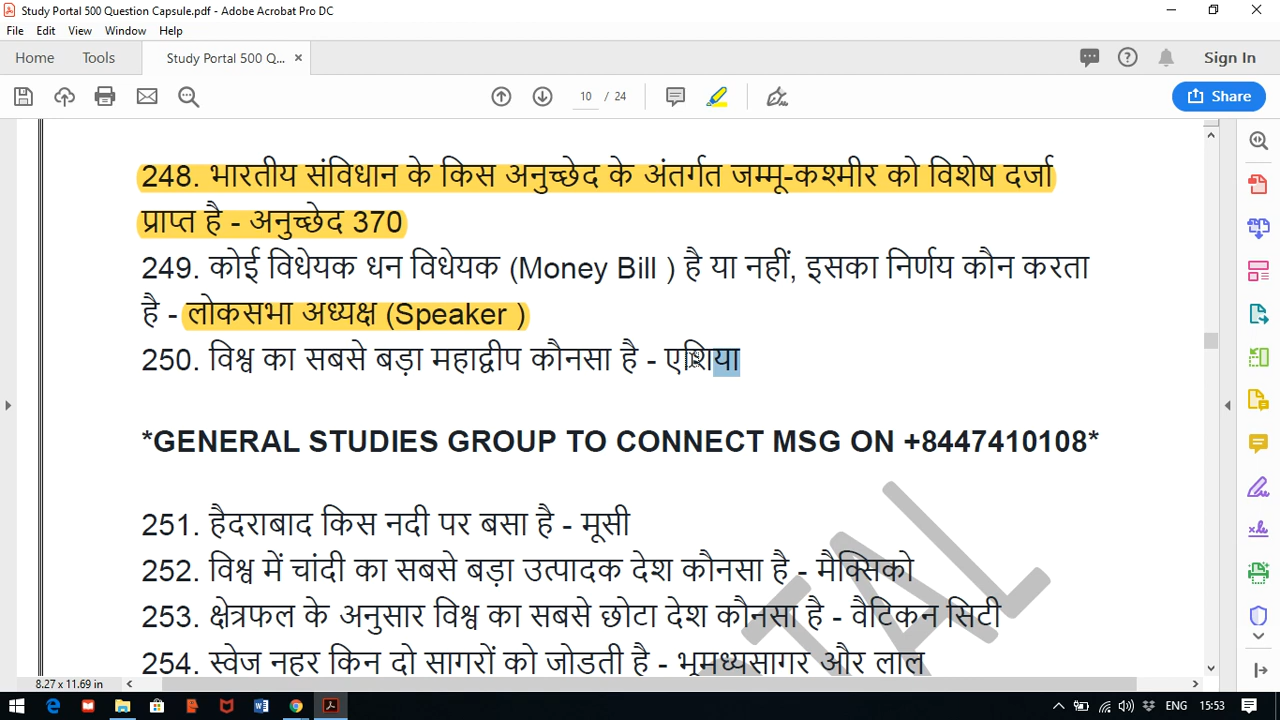 Study Portal 500 Question Capsule.pdf - Adobe Acrobat Pro DC
File Edit View Window Help
Home Tools Study Portal 500 Q... × Sign In
10 / 24 Share
248. भारतीय संविधान के किस अनुच्छेद के अंतर्गत जम्मू-कश्मीर को विशेष दर्जा
प्राप्त है - अनुच्छेद 370
249. कोई विधेयक धन विधेयक (Money Bill ) है या नहीं, इसका निर्णय कौन करता
है - लोकसभा अध्यक्ष (Speaker )
250. विश्व का सबसे बड़ा महाद्वीप कौनसा है - एशिया
*GENERAL STUDIES GROUP TO CONNECT MSG ON +8447410108*
251. हैदराबाद किस नदी पर बसा है - मूसी
252. विश्व में चांदी का सबसे बड़ा उत्पादक देश कौनसा है - मैक्सिको
253. क्षेत्रफल के अनुसार विश्व का सबसे छोटा देश कौनसा है - वैटिकन सिटी
254. स्वेज नहर किन दो सागरों को जोडती है - भूमध्यसागर और लाल
8.27 x 11.69 in
ENG 15:53